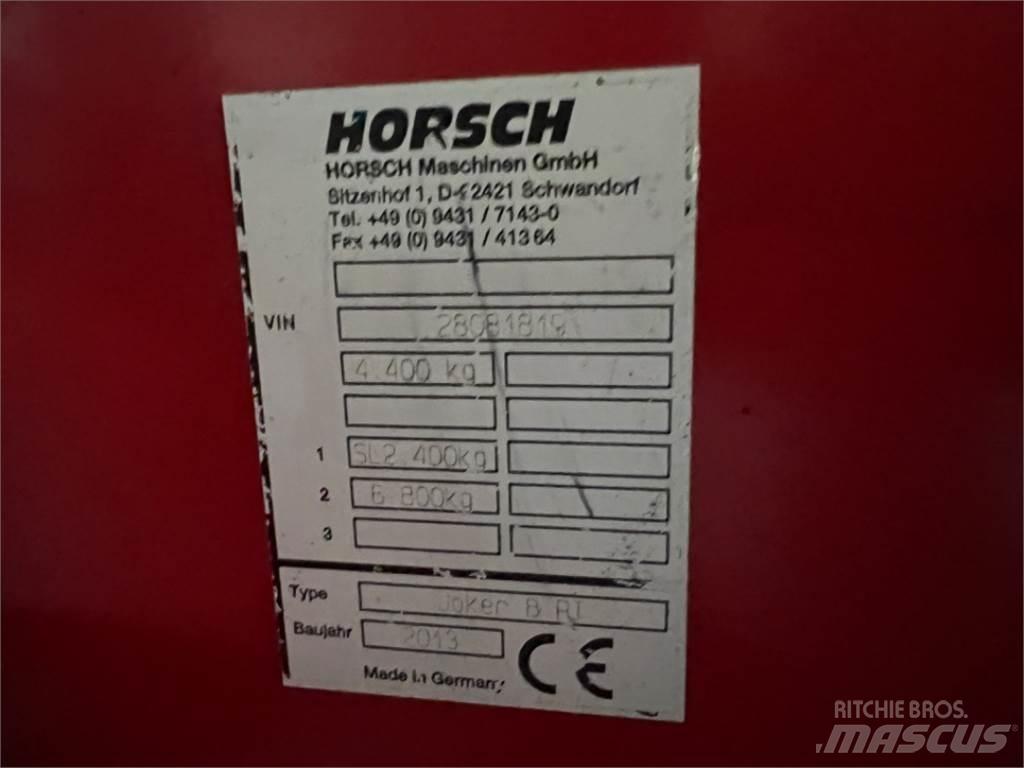 HORSCH
HORSCH Maschinen GmbH
Sitzenhof 1, D-92421 Schwandorf
Tel. +49 (0) 9431 / 7143-0
Fax +49 (0) 9431 / 41364
VIN 28081819
4.400 kg
1 SL2.400kg
2 6.800kg
3
Type Joker 8 RT
Baujahr 2013
CE
Made in Germany
RITCHIE BROS.
MASCUS